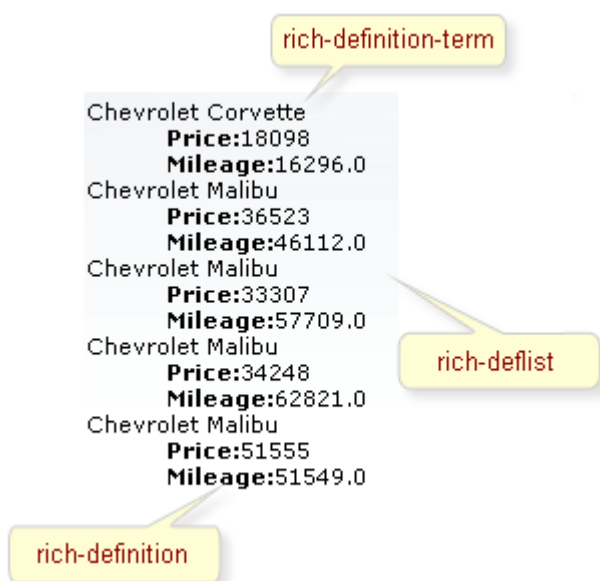 rich-definition-term
Chevrolet Corvette
Price:18098
Mileage:16296.0
Chevrolet Malibu
Price:36523
Mileage:46112.0
Chevrolet Malibu
Price:33307
Mileage:57709.0
Chevrolet Malibu
Price:34248
Mileage:62821.0
Chevrolet Malibu
Price:51555
Mileage:51549.0
rich-deflist
rich-definition